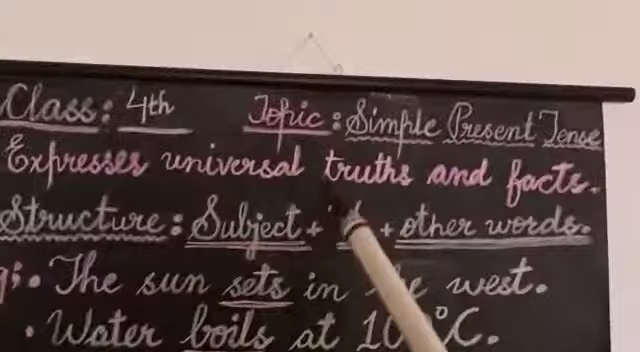 Class: 4th Topic: Simple Present Tense
Expresses universal truths and facts.
Structure: Subject + + other words.
The sun sets in the west.
Water boils at °C.